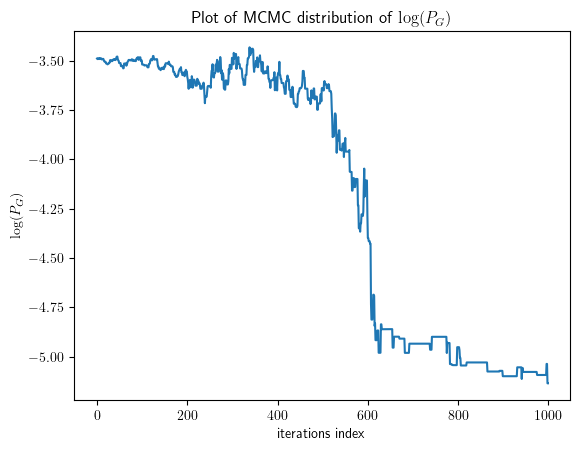 Plot of MCMC distribution of log(P_G)
log(P_G)
−3.50
−3.75
−4.00
−4.25
−4.50
−4.75
−5.00
0 200 400 600 800 1000
iterations index